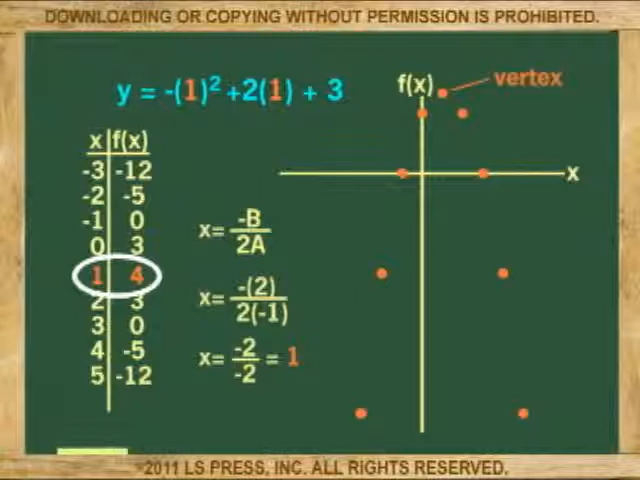 DOWNLOADING OR COPYING WITHOUT PERMISSION IS PROHIBITED.
y = -(1)² +2(1) + 3
f(x)
vertex
x
x f(x)
-3 -12
-2 -5
-1 0
0 3
1 4
2 3
3 0
4 -5
5 -12
x= -B
2A
x= -(2)
2(-1)
x= -2 = 1
-2
©2011 LS PRESS, INC. ALL RIGHTS RESERVED.